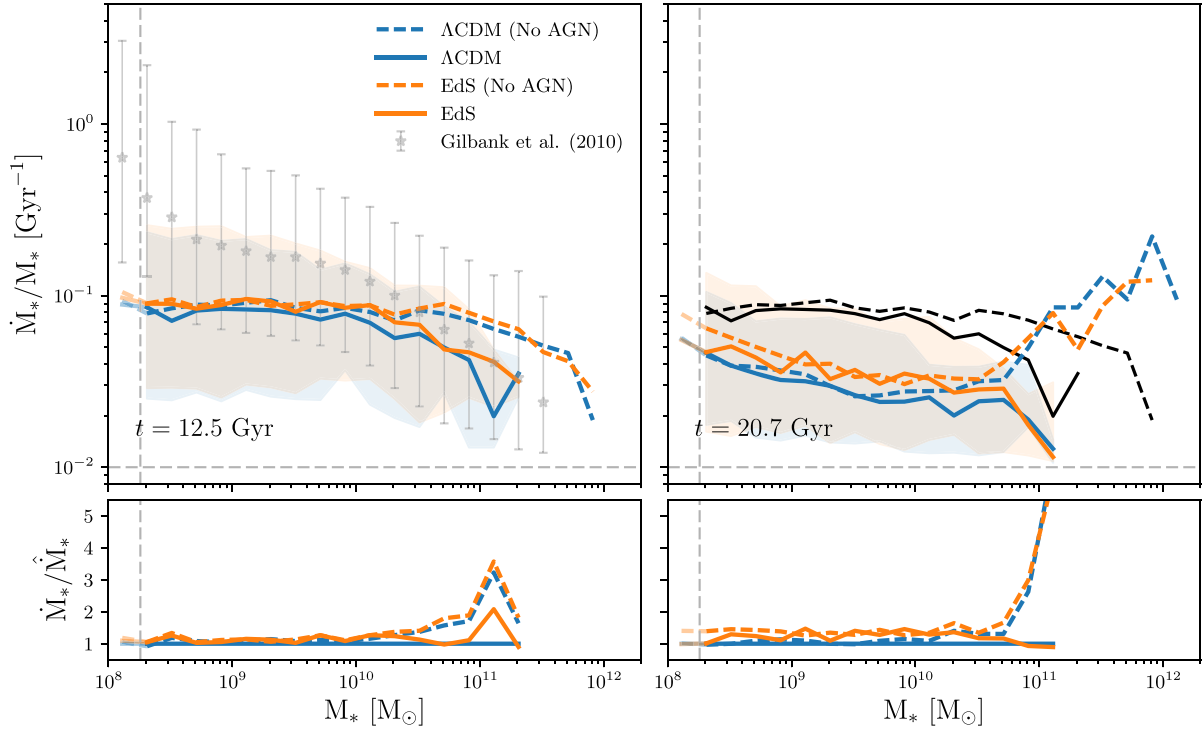 ΛCDM (No AGN)
ΛCDM
EdS (No AGN)
EdS
Gilbank et al. (2010)
10⁰
10⁻¹
10⁻²
Ṁ∗/M∗ [Gyr⁻¹]
t = 12.5 Gyr
t = 20.7 Gyr
5
4
3
2
1
Ṁ∗/M̂̇∗
10⁸
10⁹
10¹⁰
10¹¹
10¹²
M∗ [M⊙]
10⁸
10⁹
10¹⁰
10¹¹
10¹²
M∗ [M⊙]